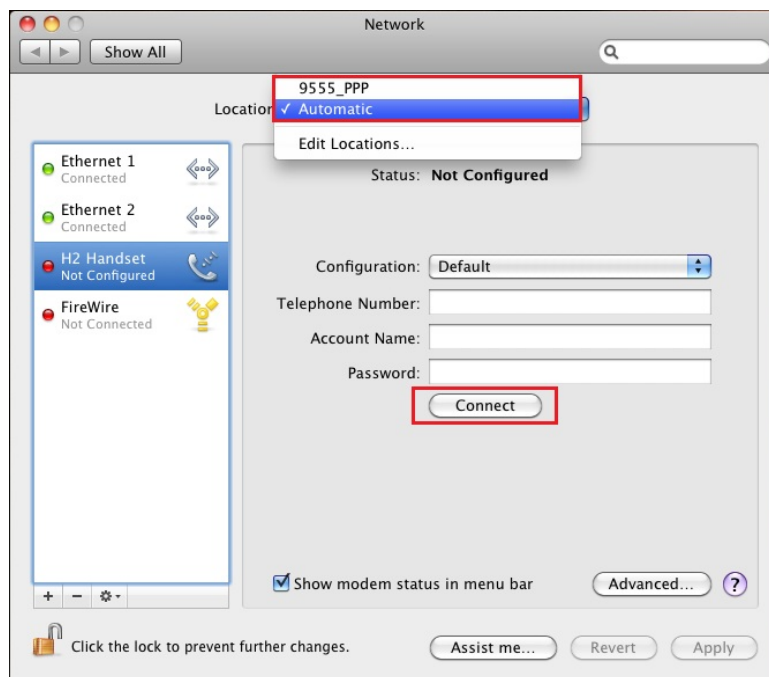 Network
Show All
9555_PPP
Location
✓ Automatic
Edit Locations...
Ethernet 1
Connected
Ethernet 2
Connected
H2 Handset
Not Configured
FireWire
Not Connected
Status: Not Configured
Configuration: Default
Telephone Number:
Account Name:
Password:
Connect
Show modem status in menu bar
Advanced...
?
+ −
Click the lock to prevent further changes.
Assist me...
Revert
Apply